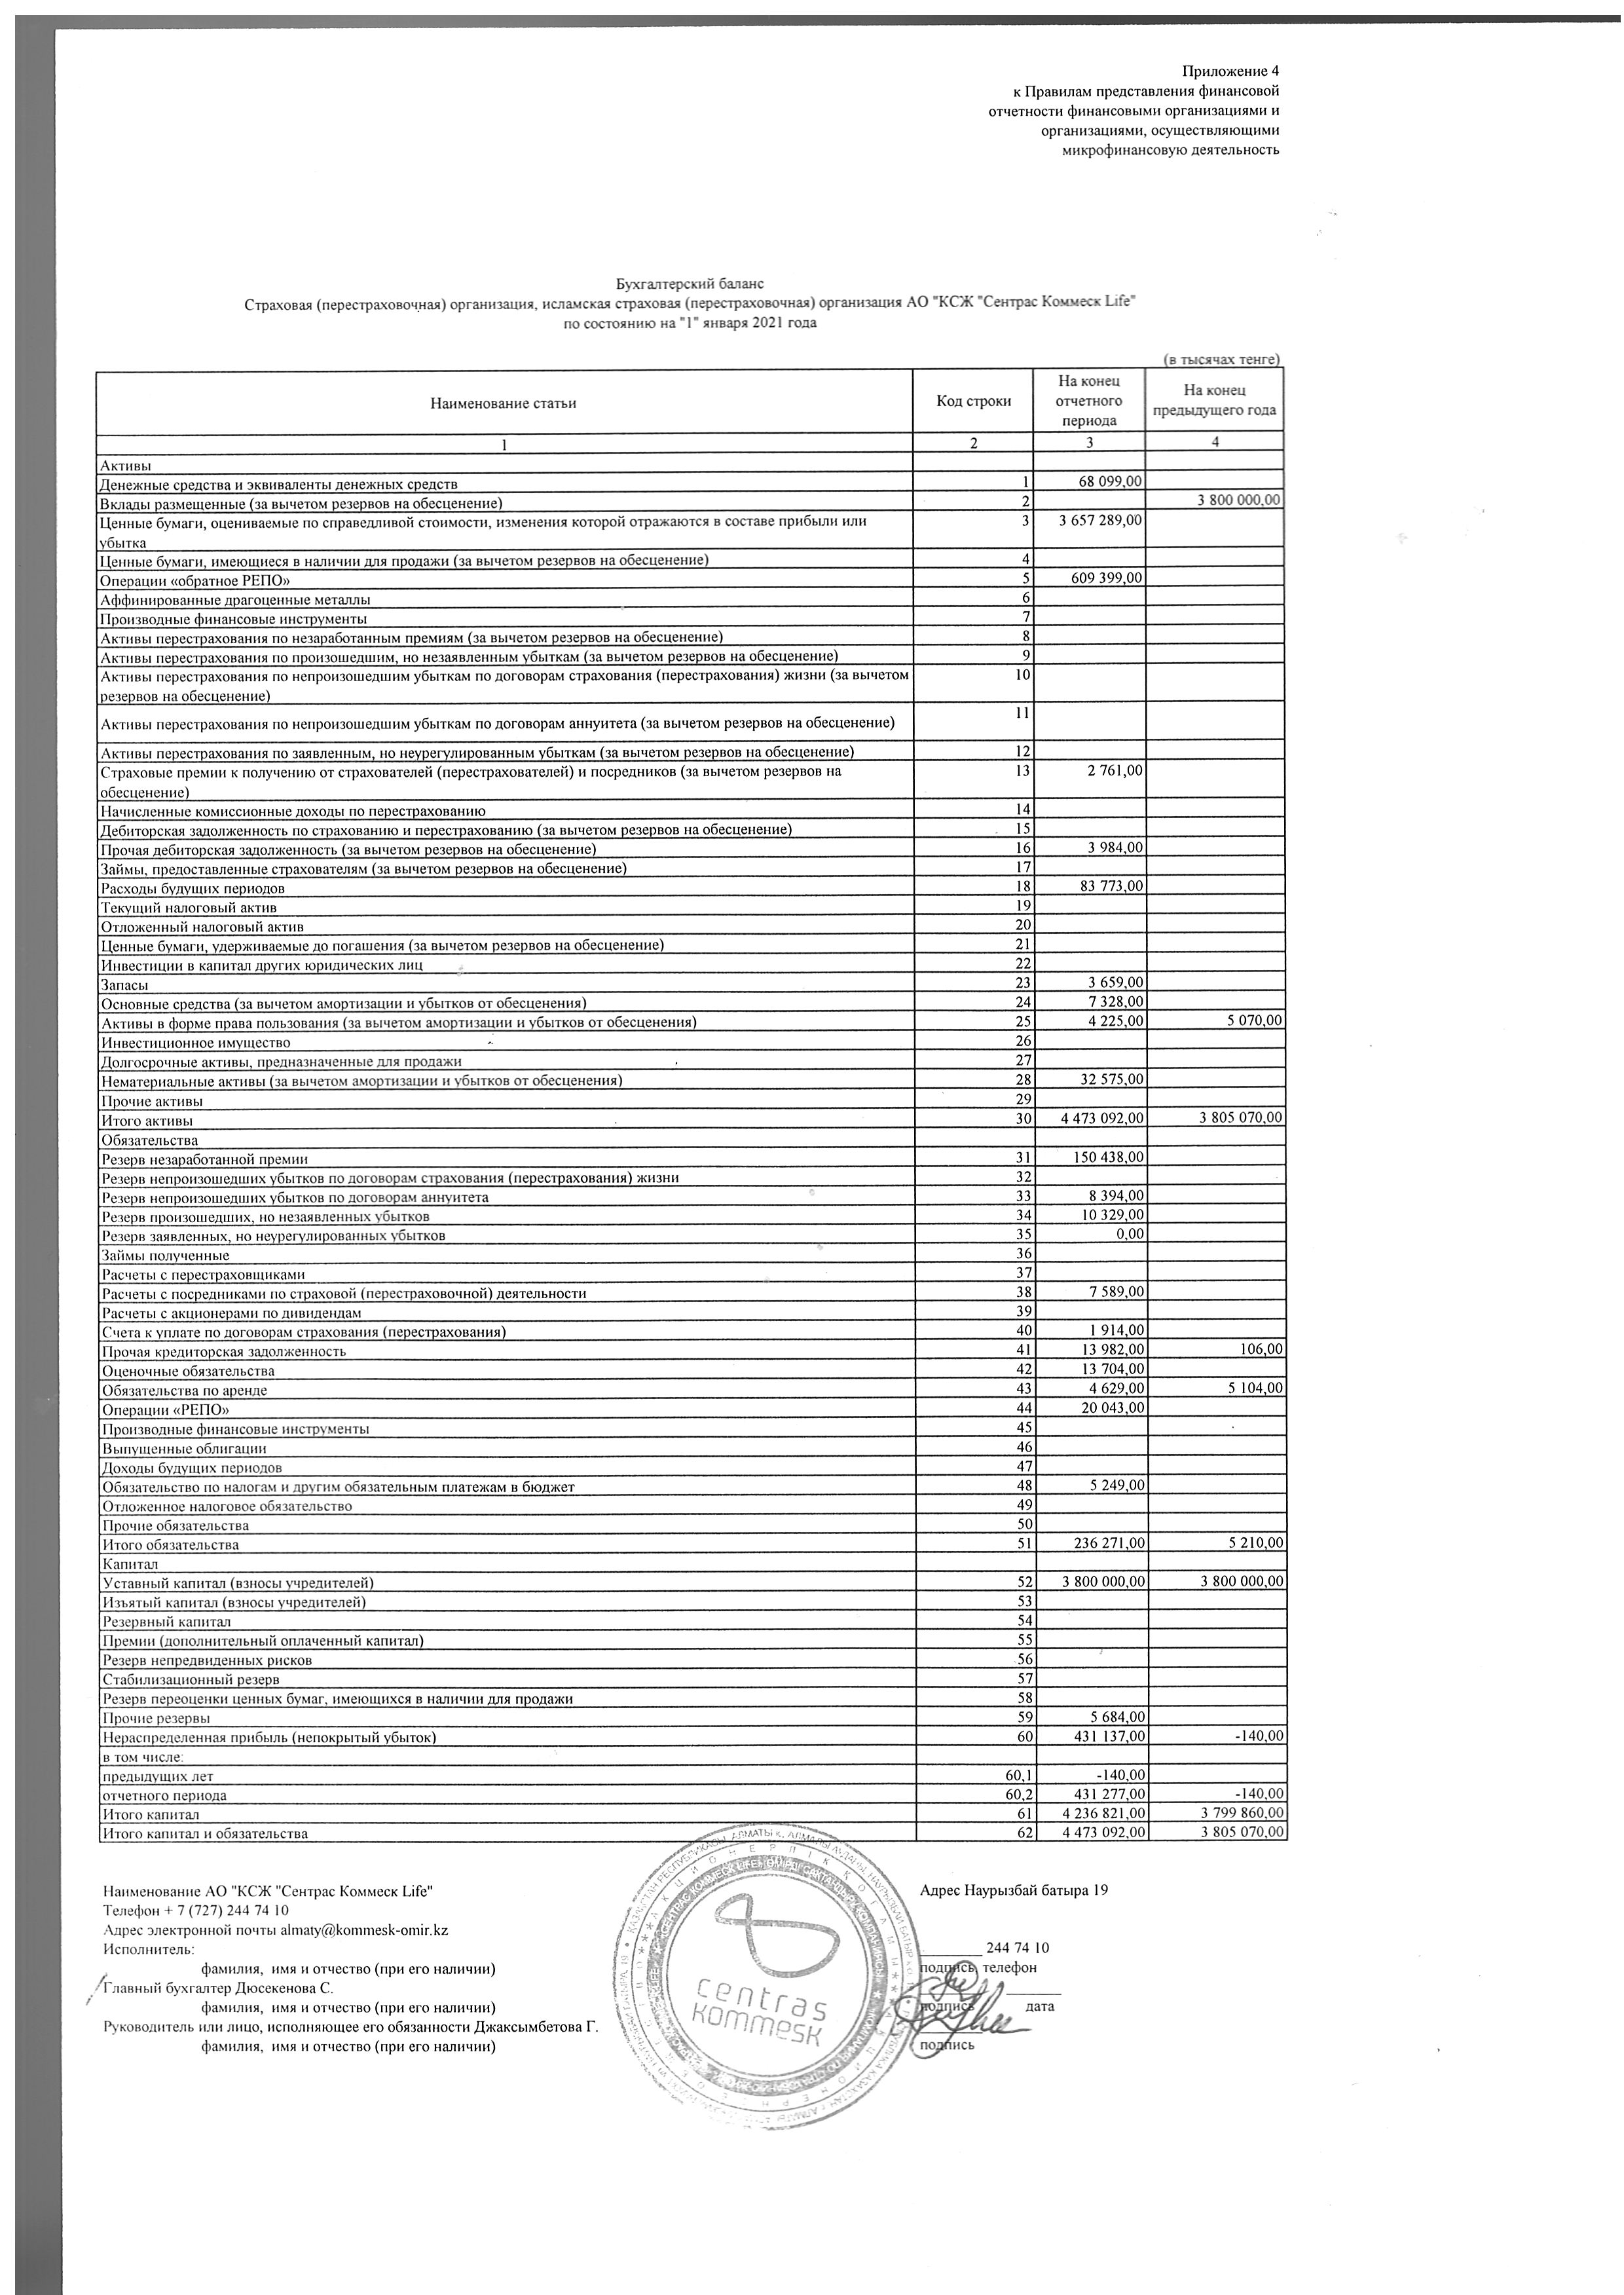 Приложение 4
к Правилам представления финансовой
отчетности финансовыми организациями и
организациями, осуществляющими
микрофинансовую деятельность
Бухгалтерский баланс
Страховая (перестраховочная) организация, исламская страховая (перестраховочная) организация АО "КСЖ "Сентрас Коммеск Life"
по состоянию на "1" января 2021 года
(в тысячах тенге)
Наименование статьи Код строки На конец отчетного периода На конец предыдущего года
1 2 3 4
Активы
Денежные средства и эквиваленты денежных средств 1 68 099,00
Вклады размещенные (за вычетом резервов на обесценение) 2 3 800 000,00
Ценные бумаги, оцениваемые по справедливой стоимости, изменения которой отражаются в составе прибыли или 3 3 657 289,00
убытка
Ценные бумаги, имеющиеся в наличии для продажи (за вычетом резервов на обесценение) 4
Операции «обратное РЕПО» 5 609 399,00
Аффинированные драгоценные металлы 6
Производные финансовые инструменты 7
Активы перестрахования по незаработанным премиям (за вычетом резервов на обесценение) 8
Активы перестрахования по произошедшим, но незаявленным убыткам (за вычетом резервов на обесценение) 9
Активы перестрахования по непроизошедшим убыткам по договорам страхования (перестрахования) жизни (за вычетом 10
резервов на обесценение)
Активы перестрахования по непроизошедшим убыткам по договорам аннуитета (за вычетом резервов на обесценение) 11
Активы перестрахования по заявленным, но неурегулированным убыткам (за вычетом резервов на обесценение) 12
Страховые премии к получению от страхователей (перестрахователей) и посредников (за вычетом резервов на 13 2 761,00
обесценение)
Начисленные комиссионные доходы по перестрахованию 14
Дебиторская задолженность по страхованию и перестрахованию (за вычетом резервов на обесценение) 15
Прочая дебиторская задолженность (за вычетом резервов на обесценение) 16 3 984,00
Займы, предоставленные страхователям (за вычетом резервов на обесценение) 17
Расходы будущих периодов 18 83 773,00
Текущий налоговый актив 19
Отложенный налоговый актив 20
Ценные бумаги, удерживаемые до погашения (за вычетом резервов на обесценение) 21
Инвестиции в капитал других юридических лиц 22
Запасы 23 3 659,00
Основные средства (за вычетом амортизации и убытков от обесценения) 24 7 328,00
Активы в форме права пользования (за вычетом амортизации и убытков от обесценения) 25 4 225,00 5 070,00
Инвестиционное имущество 26
Долгосрочные активы, предназначенные для продажи 27
Нематериальные активы (за вычетом амортизации и убытков от обесценения) 28 32 575,00
Прочие активы 29
Итого активы 30 4 473 092,00 3 805 070,00
Обязательства
Резерв незаработанной премии 31 150 438,00
Резерв непроизошедших убытков по договорам страхования (перестрахования) жизни 32
Резерв непроизошедших убытков по договорам аннуитета 33 8 394,00
Резерв произошедших, но незаявленных убытков 34 10 329,00
Резерв заявленных, но неурегулированных убытков 35 0,00
Займы полученные 36
Расчеты с перестраховщиками 37
Расчеты с посредниками по страховой (перестраховочной) деятельности 38 7 589,00
Расчеты с акционерами по дивидендам 39
Счета к уплате по договорам страхования (перестрахования) 40 1 914,00
Прочая кредиторская задолженность 41 13 982,00 106,00
Оценочные обязательства 42 13 704,00
Обязательства по аренде 43 4 629,00 5 104,00
Операции «РЕПО» 44 20 043,00
Производные финансовые инструменты 45
Выпущенные облигации 46
Доходы будущих периодов 47
Обязательство по налогам и другим обязательным платежам в бюджет 48 5 249,00
Отложенное налоговое обязательство 49
Прочие обязательства 50
Итого обязательства 51 236 271,00 5 210,00
Капитал
Уставный капитал (взносы учредителей) 52 3 800 000,00 3 800 000,00
Изъятый капитал (взносы учредителей) 53
Резервный капитал 54
Премии (дополнительный оплаченный капитал) 55
Резерв непредвиденных рисков 56
Стабилизационный резерв 57
Резерв переоценки ценных бумаг, имеющихся в наличии для продажи 58
Прочие резервы 59 5 684,00
Нераспределенная прибыль (непокрытый убыток) 60 431 137,00 -140,00
в том числе:
предыдущих лет 60,1 -140,00
отчетного периода 60,2 431 277,00 -140,00
Итого капитал 61 4 236 821,00 3 799 860,00
Итого капитал и обязательства 62 4 473 092,00 3 805 070,00
Наименование АО "КСЖ "Сентрас Коммеск Life" Адрес Наурызбай батыра 19
Телефон + 7 (727) 244 74 10
Адрес электронной почты almaty@kommesk-omir.kz
Исполнитель: 244 74 10
фамилия, имя и отчество (при его наличии) подпись, телефон
Главный бухгалтер Дюсекенова С.
фамилия, имя и отчество (при его наличии) подпись дата
Руководитель или лицо, исполняющее его обязанности Джаксымбетова Г.
фамилия, имя и отчество (при его наличии) подпись
centras
kommesk